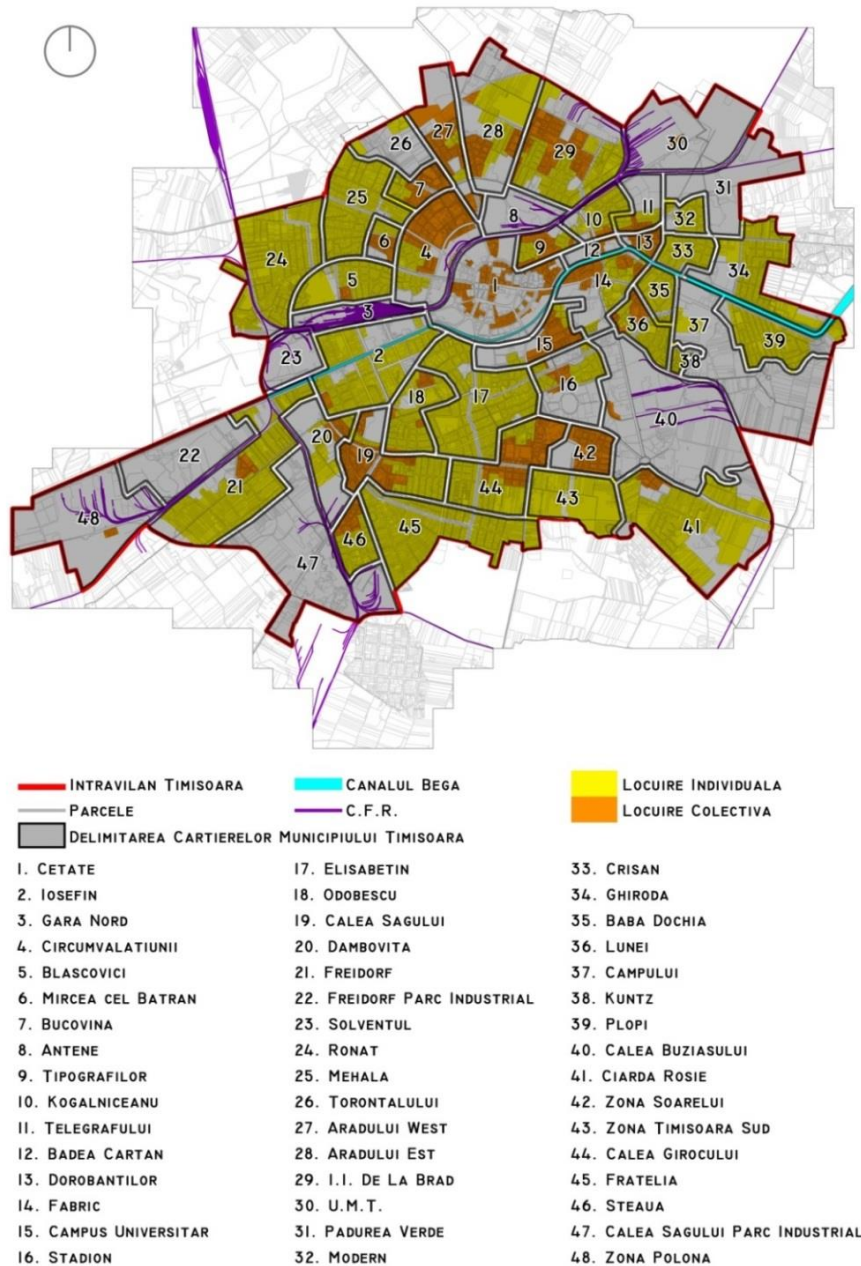 30
27
28
26
29
31
7
25
8
10
11
32
6
4
9
12
13
33
24
34
5
1
14
35
3
36
37
39
15
23
2
38
16
18
17
40
20
19
42
22
21
44
43
48
46
45
41
47
INTRAVILAN TIMISOARA
PARCELE
DELIMITAREA CARTIERELOR MUNICIPIULUI TIMISOARA
CANALUL BEGA
C.F.R.
LOCUIRE INDIVIDUALA
LOCUIRE COLECTIVA
1. CETATE
2. IOSEFIN
3. GARA NORD
4. CIRCUMVALATIUNII
5. BLASCOVICI
6. MIRCEA CEL BATRAN
7. BUCOVINA
8. ANTENE
9. TIPOGRAFILOR
10. KOGALNICEANU
11. TELEGRAFULUI
12. BADEA CARTAN
13. DOROBANTILOR
14. FABRIC
15. CAMPUS UNIVERSITAR
16. STADION
17. ELISABETIN
18. ODOBESCU
19. CALEA SAGULUI
20. DAMBOVITA
21. FREIDORF
22. FREIDORF PARC INDUSTRIAL
23. SOLVENTUL
24. RONAT
25. MEHALA
26. TORONTALULUI
27. ARADULUI WEST
28. ARADULUI EST
29. I.I. DE LA BRAD
30. U.M.T.
31. PADUREA VERDE
32. MODERN
33. CRISAN
34. GHIRODA
35. BABA DOCHIA
36. LUNEI
37. CAMPULUI
38. KUNTZ
39. PLOPI
40. CALEA BUZIASULUI
41. CIARDA ROSIE
42. ZONA SOARELUI
43. ZONA TIMISOARA SUD
44. CALEA GIROCULUI
45. FRATELIA
46. STEAUA
47. CALEA SAGULUI PARC INDUSTRIAL
48. ZONA POLONA